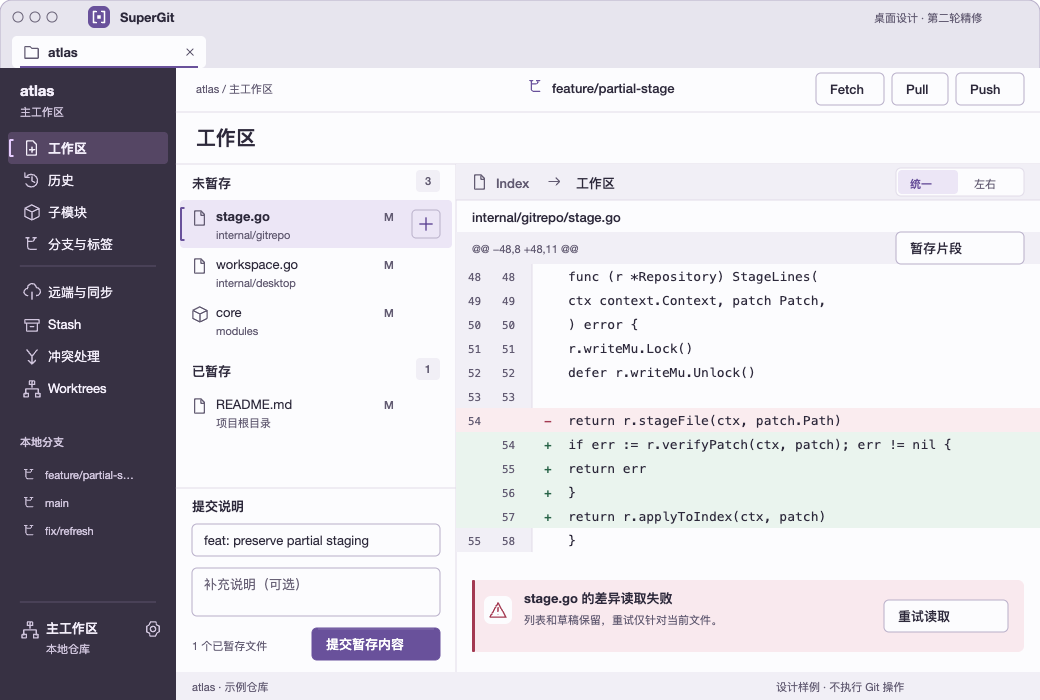 SuperGit
桌面设计 · 第二轮精修
atlas
atlas
主工作区
工作区
历史
子模块
分支与标签
远端与同步
Stash
冲突处理
Worktrees
本地分支
feature/partial-s...
main
fix/refresh
主工作区
本地仓库
atlas / 主工作区
feature/partial-stage
Fetch
Pull
Push
工作区
未暂存
3
stage.go
M
internal/gitrepo
workspace.go
M
internal/desktop
core
M
modules
已暂存
1
README.md
M
项目根目录
提交说明
feat: preserve partial staging
补充说明（可选）
1 个已暂存文件
提交暂存内容
Index → 工作区
统一
左右
internal/gitrepo/stage.go
@@ −48,8 +48,11 @@
暂存片段
48 48 func (r *Repository) StageLines(
49 49 ctx context.Context, patch Patch,
50 50 ) error {
51 51 r.writeMu.Lock()
52 52 defer r.writeMu.Unlock()
53 53
54 − return r.stageFile(ctx, patch.Path)
54 + if err := r.verifyPatch(ctx, patch); err != nil {
55 + return err
56 + }
57 + return r.applyToIndex(ctx, patch)
55 58 }
stage.go 的差异读取失败
列表和草稿保留，重试仅针对当前文件。
重试读取
atlas · 示例仓库
设计样例 · 不执行 Git 操作